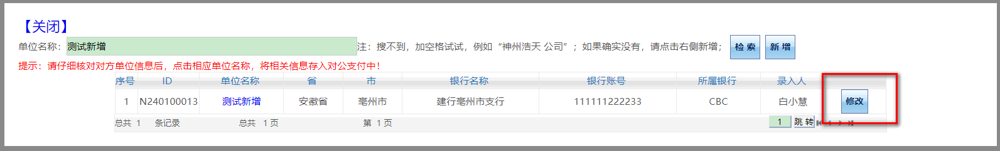 【关闭】
单位名称：测试新增 注：搜不到，加空格试试，例如“神州浩天 公司”；如果确实没有，请点击右侧新增； 检 索 新 增
提示：请仔细核对对方单位信息后，点击相应单位名称，将相关信息存入对公支付中！
序号 ID 单位名称 省 市 银行名称 银行账号 所属银行 录入人
1 N240100013 测试新增 安徽省 亳州市 建行亳州市支行 111111222233 CBC 白小慧 修改
总共 1 条记录 总共 1 页 第 1 页 1 跳 转